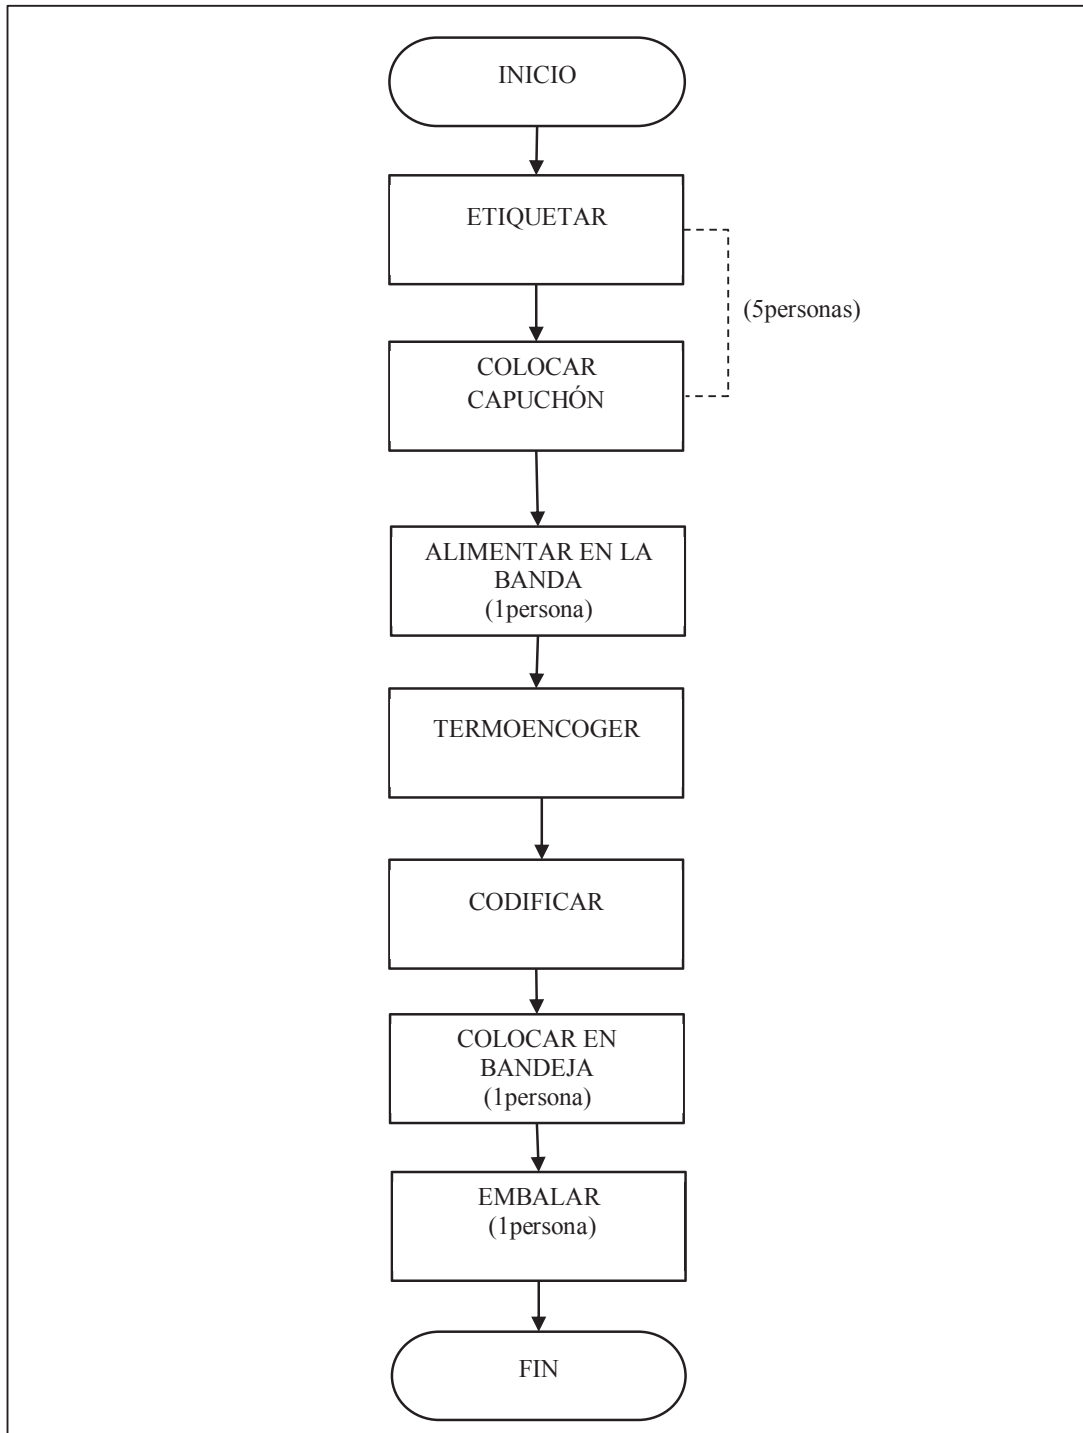 INICIO
ETIQUETAR
(5personas)
COLOCAR
CAPUCHÓN
ALIMENTAR EN LA
BANDA
(1persona)
TERMOENCOGER
CODIFICAR
COLOCAR EN
BANDEJA
(1persona)
EMBALAR
(1persona)
FIN